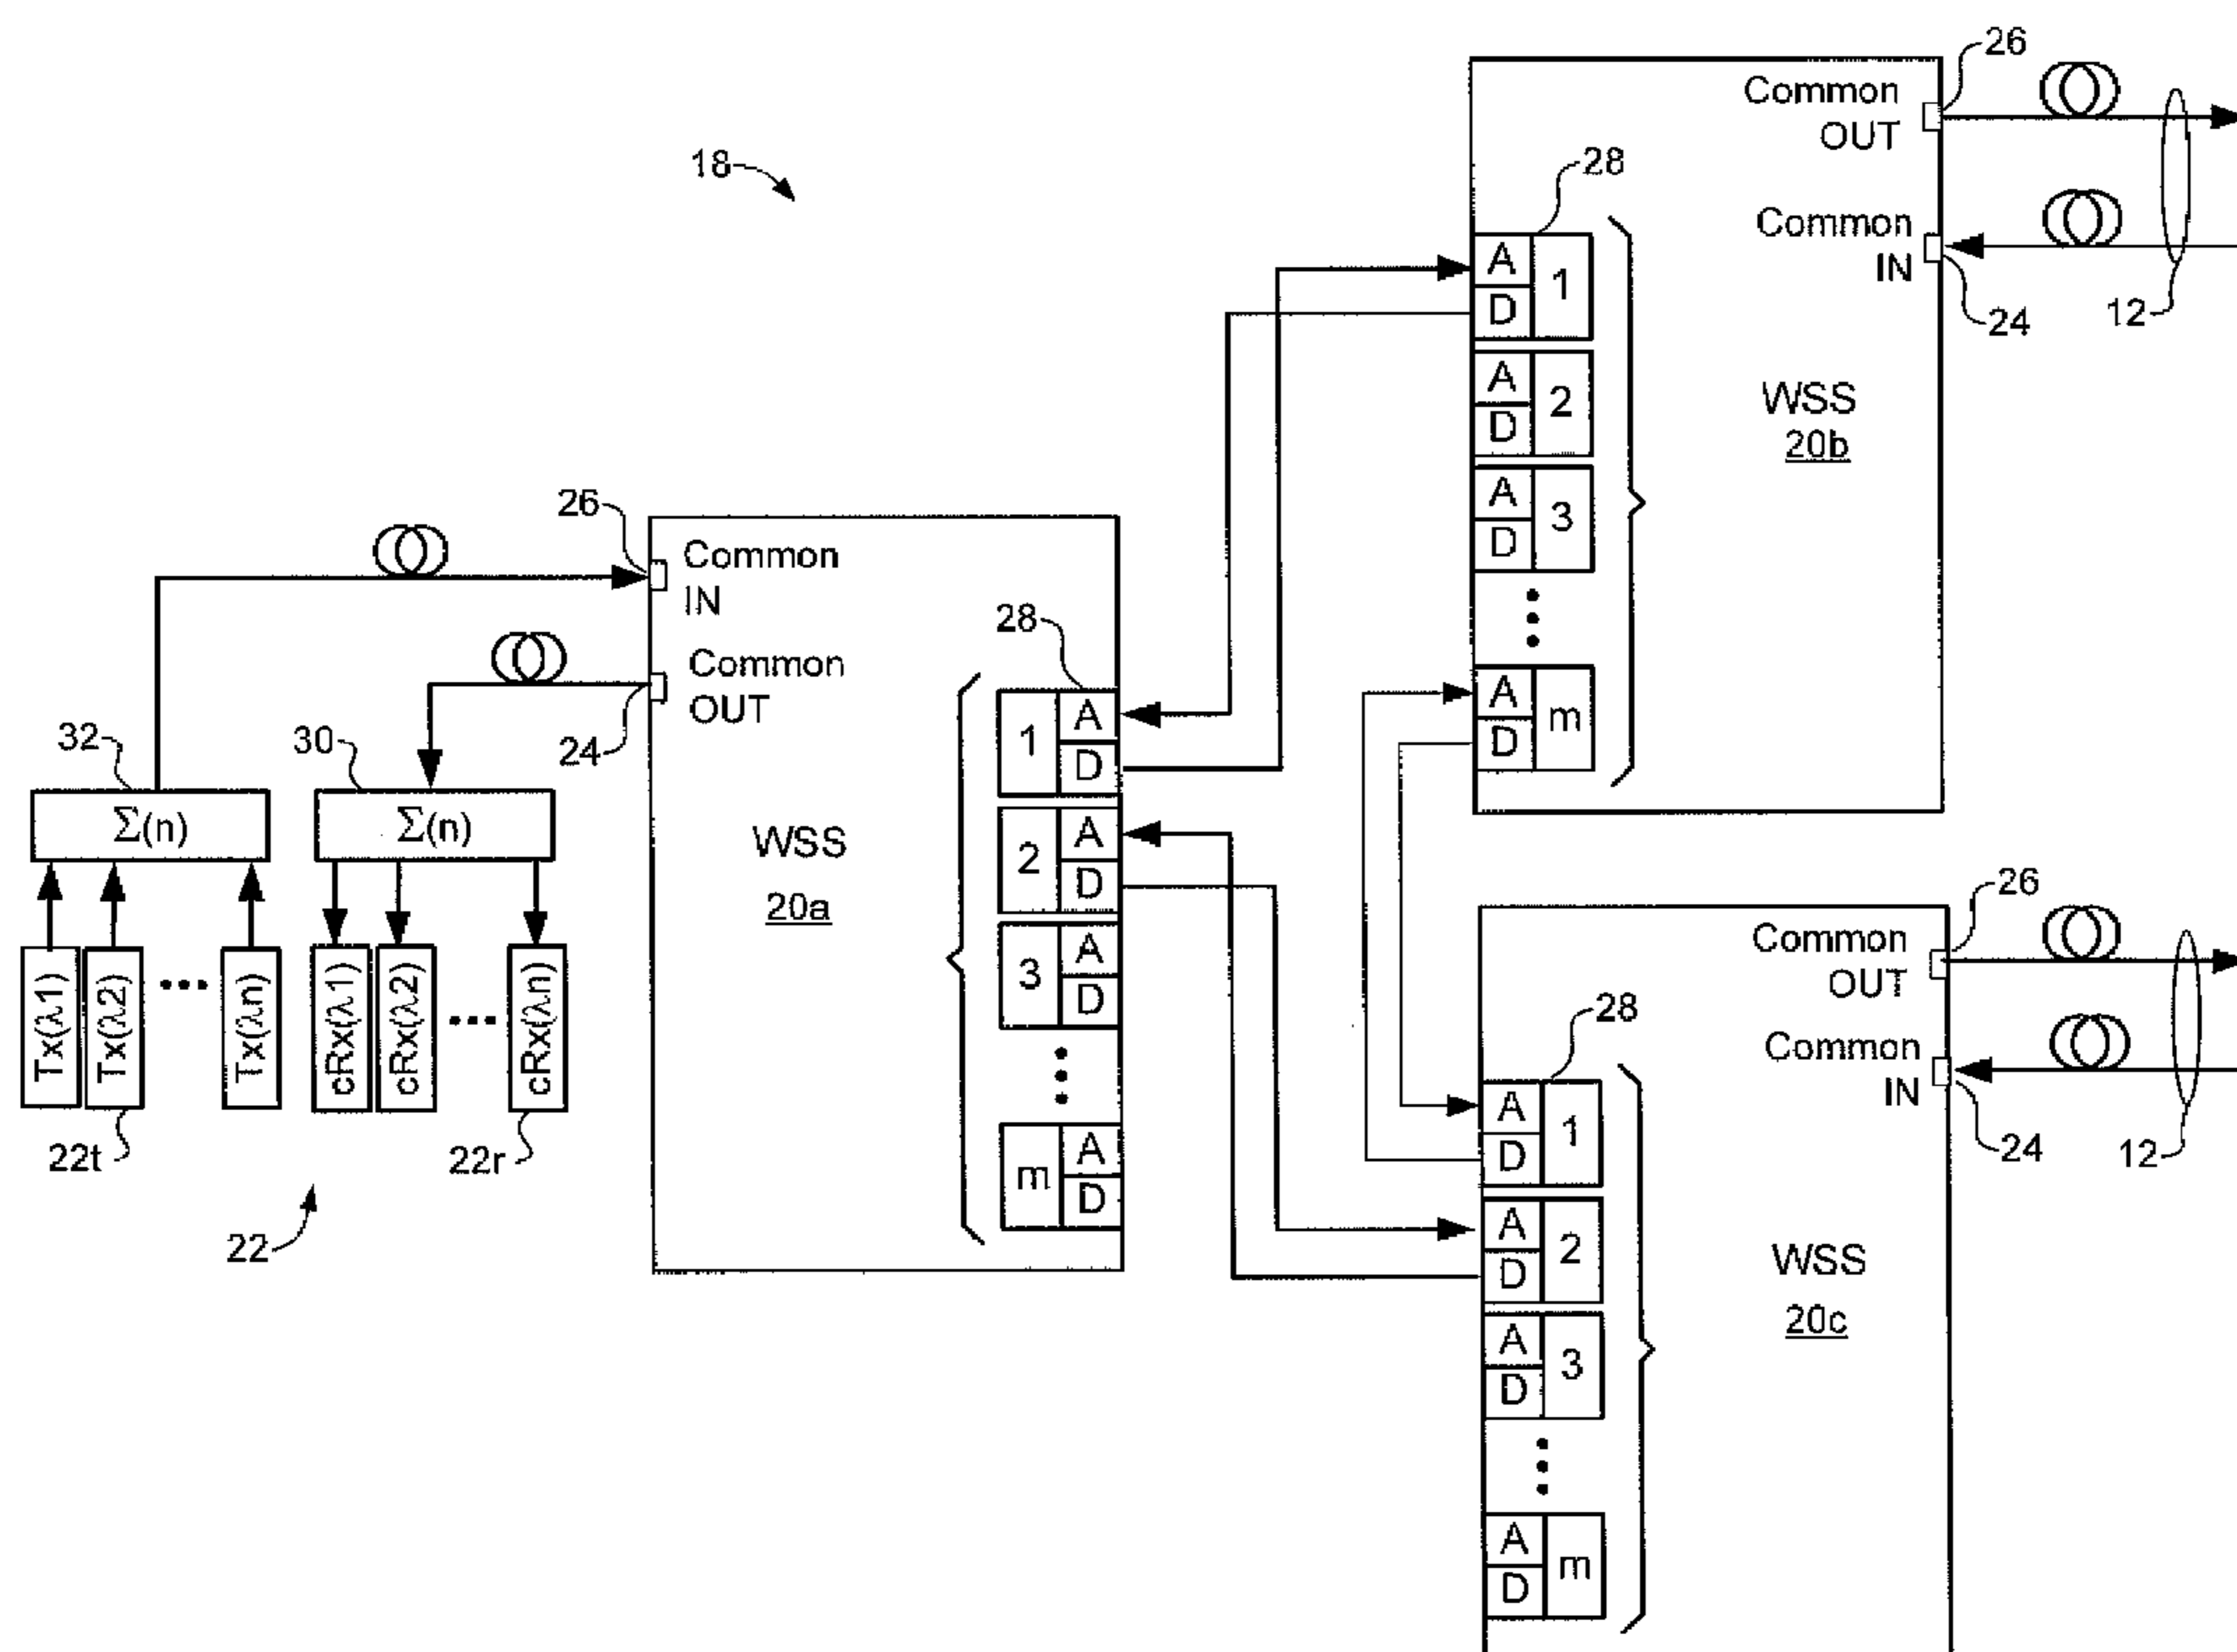 18
26
Common
OUT
Common
IN
24
12
28
A
D
1
A
D
2
A
D
3
A
D
m
WSS
20b
26
Common
IN
Common
OUT
24
28
1
A
D
2
A
D
3
A
D
m
A
D
WSS
20a
32
Σ(n)
30
Σ(n)
Tx(λ1)
Tx(λ2)
Tx(λn)
cRx(λ1)
cRx(λ2)
cRx(λn)
22t
22r
22
26
Common
OUT
Common
IN
24
12
28
A
D
1
A
D
2
A
D
3
A
D
m
WSS
20c